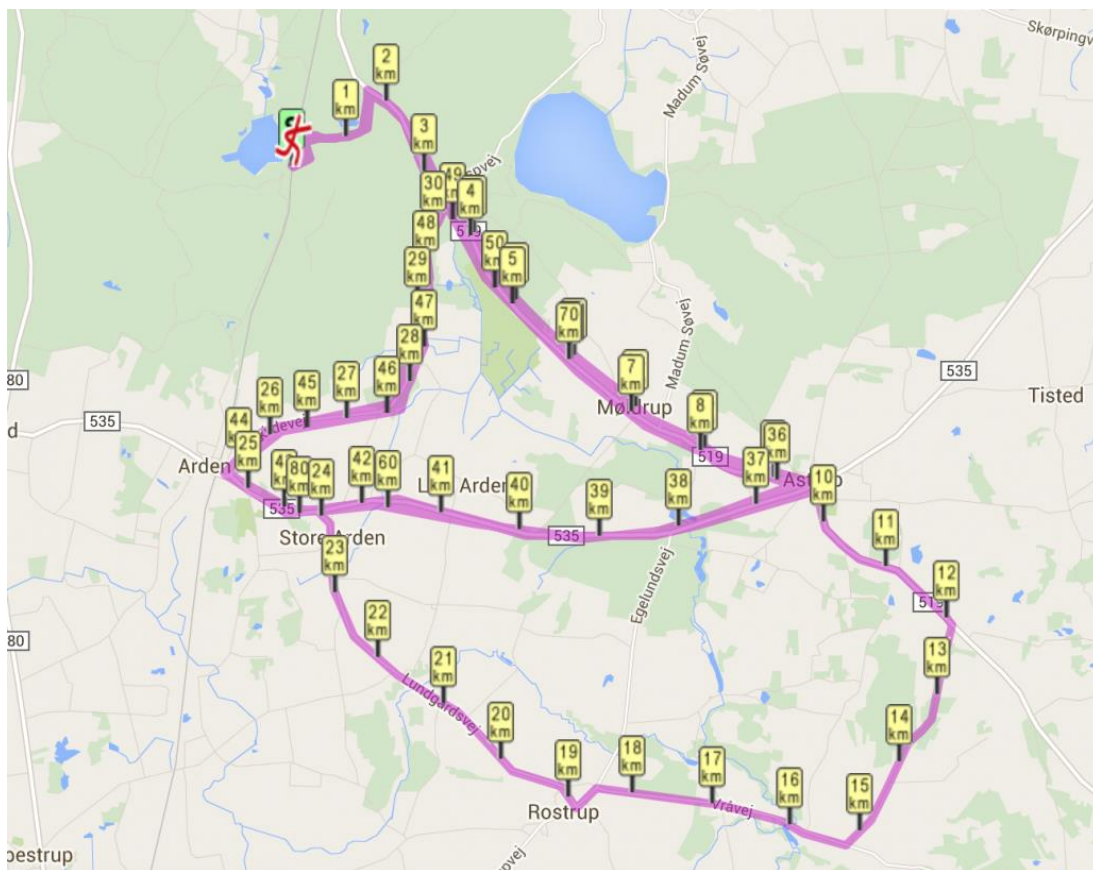 Skørpingv
2
km
1
km
3
km
Madum Søvej
49
30
km
4
km
48
km
519
50
5
km
29
km
47
km
70
km
28
km
7
km
Madum Søvej
535
80
26
km
45
km
27
km
46
km
Møldrup
8
km
519
36
km
Tisted
44
km
535
d
25
km
Arden
80
km
24
km
42
km
60
km
41
km
Arden
40
km
39
km
38
km
37
km
10
km
535
535
Store Arden
11
km
23
km
Egelundsvej
12
km
519
22
km
21
km
13
km
Lundgårdsvej
20
km
14
km
80
19
km
18
km
17
km
16
km
15
km
Vråvej
Rostrup
pestrup
spvej